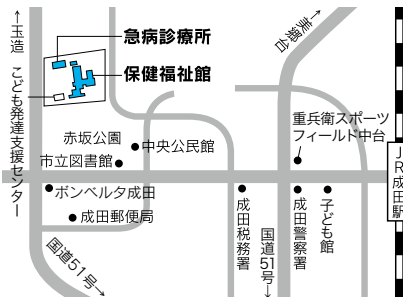 ←玉造
こども発達支援センター
急病診療所
保健福祉館
←美郷台
重兵衛スポーツ
フィールド中台
赤坂公園
中央公民館
市立図書館
ボンベルタ成田
成田郵便局
国道51号→
成田税務署
国道51号→
成田警察署
子ども館
JR成田駅